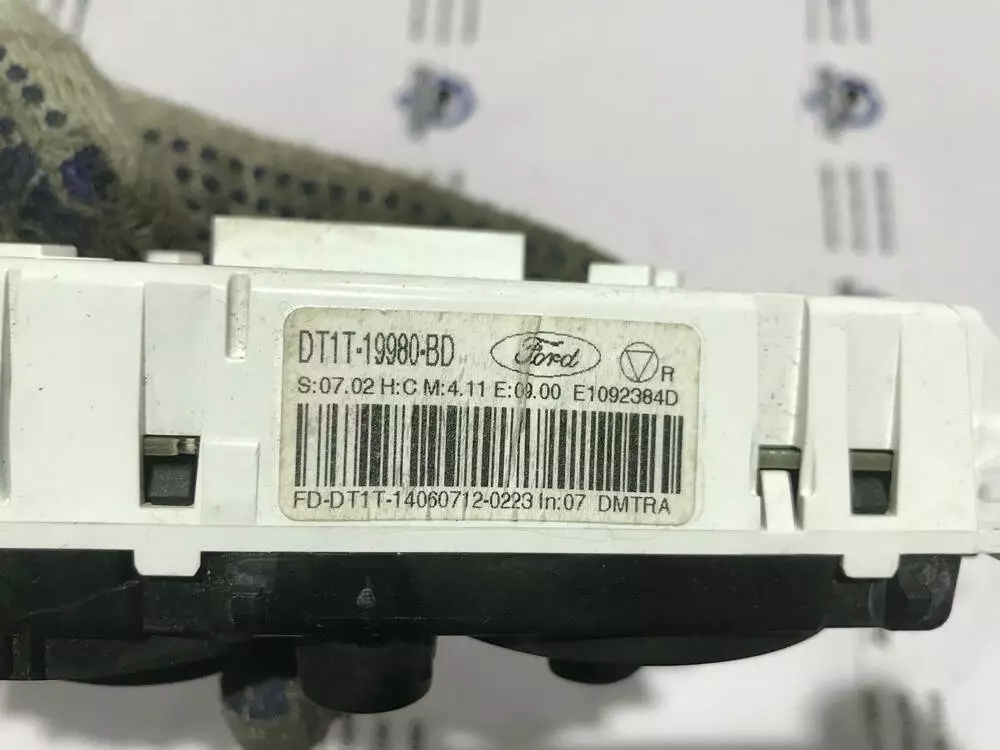 DT1T-19980-BD Ford R
S:07.02 H:C M:4.11 E:09.00 E1092384D
FD-DT1T-14060712-0223 In:07 DMTRA